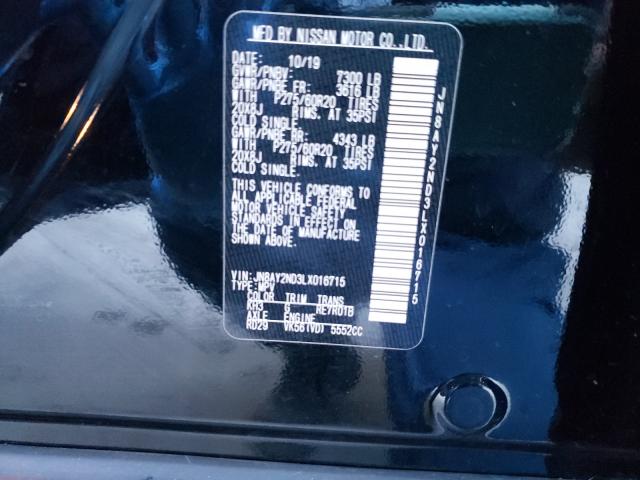 MFD BY NISSAN MOTOR CO.,LTD.
DATE: 10/19
GVWR/PNBV: 7300 LB
GAWR/PNBE FR: 3616 LB
WITH P275/60R20 TIRES
20X8J RIMS. AT 35PSI
COLD SINGLE.
GAWR/PNBE RR: 4343 LB
WITH P275/60R20 TIRES
20X8J RIMS. AT 35PSI
COLD SINGLE.
THIS VEHICLE CONFORMS TO
ALL APPLICABLE FEDERAL
MOTOR VEHICLE SAFETY
STANDARDS IN EFFECT ON
THE DATE OF MANUFACTURE
SHOWN ABOVE.
VIN:JN8AY2ND3LX016715
TYPE:MPV
COLOR TRIM TRANS
KH3 G RE7R01B
AXLE ENGINE
RD29 VK56(VD) 5552CC
JN8AY2ND3LX016715